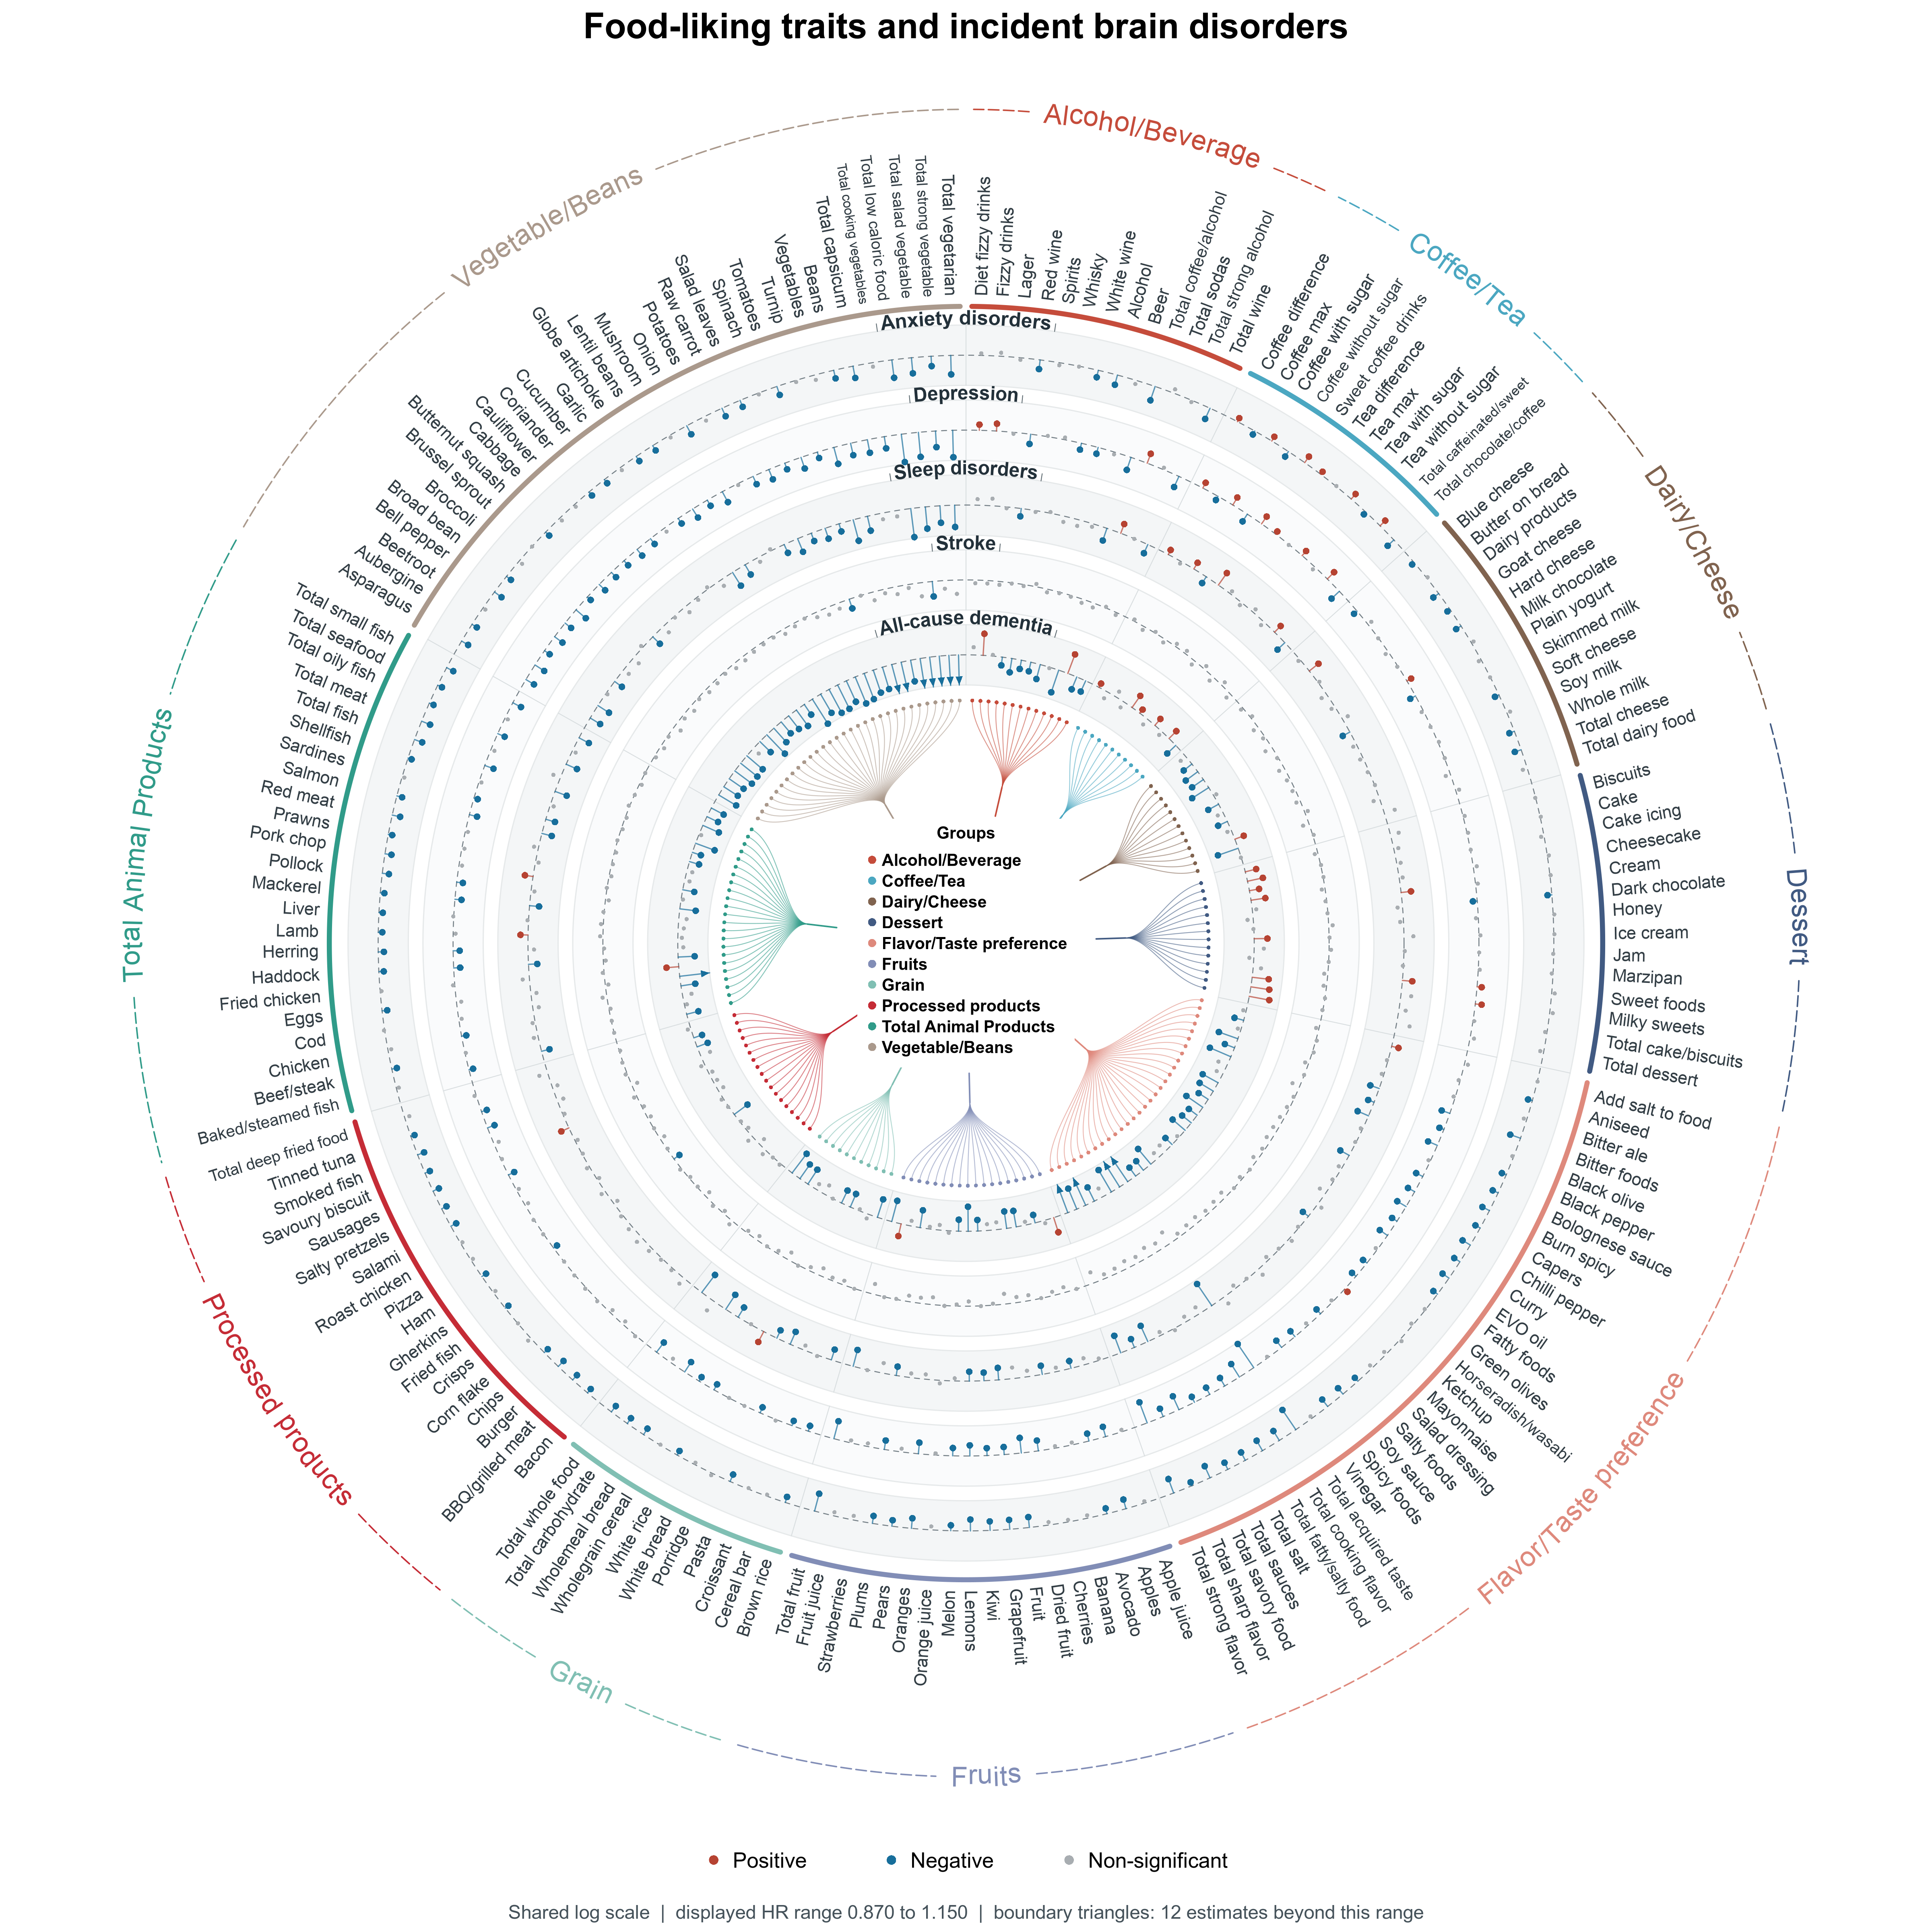 Food-liking traits and incident brain disorders
Alcohol/Beverage
Coffee/Tea
Dairy/Cheese
Dessert
Flavor/Taste preference
Fruits
Grain
Processed products
Total Animal Products
Vegetable/Beans
Diet fizzy drinks
Fizzy drinks
Lager
Red wine
Spirits
Whisky
White wine
Alcohol
Beer
Total coffee/alcohol
Total sodas
Total strong alcohol
Total wine
Coffee difference
Coffee max
Coffee with sugar
Coffee without sugar
Sweet coffee drinks
Tea difference
Tea max
Tea with sugar
Tea without sugar
Total caffeinated/sweet
Total chocolate/coffee
Blue cheese
Butter on bread
Dairy products
Goat cheese
Hard cheese
Milk chocolate
Plain yogurt
Skimmed milk
Soft cheese
Soy milk
Whole milk
Total cheese
Total dairy food
Biscuits
Cake
Cake icing
Cheesecake
Cream
Dark chocolate
Honey
Ice cream
Jam
Marzipan
Sweet foods
Milky sweets
Total cake/biscuits
Total dessert
Add salt to food
Aniseed
Bitter ale
Bitter foods
Black olive
Black pepper
Bolognese sauce
Burn spicy
Capers
Chilli pepper
Curry
EVO oil
Fatty foods
Green olives
Horseradish/wasabi
Ketchup
Mayonnaise
Salad dressing
Salty foods
Soy sauce
Spicy foods
Vinegar
Total acquired taste
Total cooking flavor
Total fatty/salty food
Total salt
Total sauces
Total savory food
Total sharp flavor
Total strong flavor
Apple juice
Apples
Avocado
Banana
Cherries
Dried fruit
Fruit
Grapefruit
Kiwi
Lemons
Melon
Orange juice
Oranges
Pears
Plums
Strawberries
Fruit juice
Total fruit
Brown rice
Cereal bar
Croissant
Pasta
Porridge
White bread
White rice
Wholegrain cereal
Wholemeal bread
Total carbohydrate
Total whole food
Bacon
BBQ/grilled meat
Burger
Chips
Corn flake
Crisps
Fried fish
Gherkins
Ham
Pizza
Roast chicken
Salami
Salty pretzels
Sausages
Savoury biscuit
Smoked fish
Tinned tuna
Total deep fried food
Baked/steamed fish
Beef/steak
Chicken
Cod
Eggs
Fried chicken
Haddock
Herring
Lamb
Liver
Mackerel
Pollock
Pork chop
Prawns
Red meat
Salmon
Sardines
Shellfish
Total fish
Total meat
Total oily fish
Total seafood
Total small fish
Asparagus
Aubergine
Beetroot
Bell pepper
Broad bean
Broccoli
Brussel sprout
Butternut squash
Cabbage
Cauliflower
Coriander
Cucumber
Garlic
Globe artichoke
Lentil beans
Mushroom
Onion
Potatoes
Raw carrot
Salad leaves
Spinach
Tomatoes
Turnip
Vegetables
Beans
Total capsicum
Total cooking vegetables
Total low caloric food
Total salad vegetable
Total strong vegetable
Total vegetarian
Anxiety disorders
Depression
Sleep disorders
Stroke
All-cause dementia
Groups
Alcohol/Beverage
Coffee/Tea
Dairy/Cheese
Dessert
Flavor/Taste preference
Fruits
Grain
Processed products
Total Animal Products
Vegetable/Beans
Positive
Negative
Non-significant
Shared log scale | displayed HR range 0.870 to 1.150 | boundary triangles: 12 estimates beyond this range